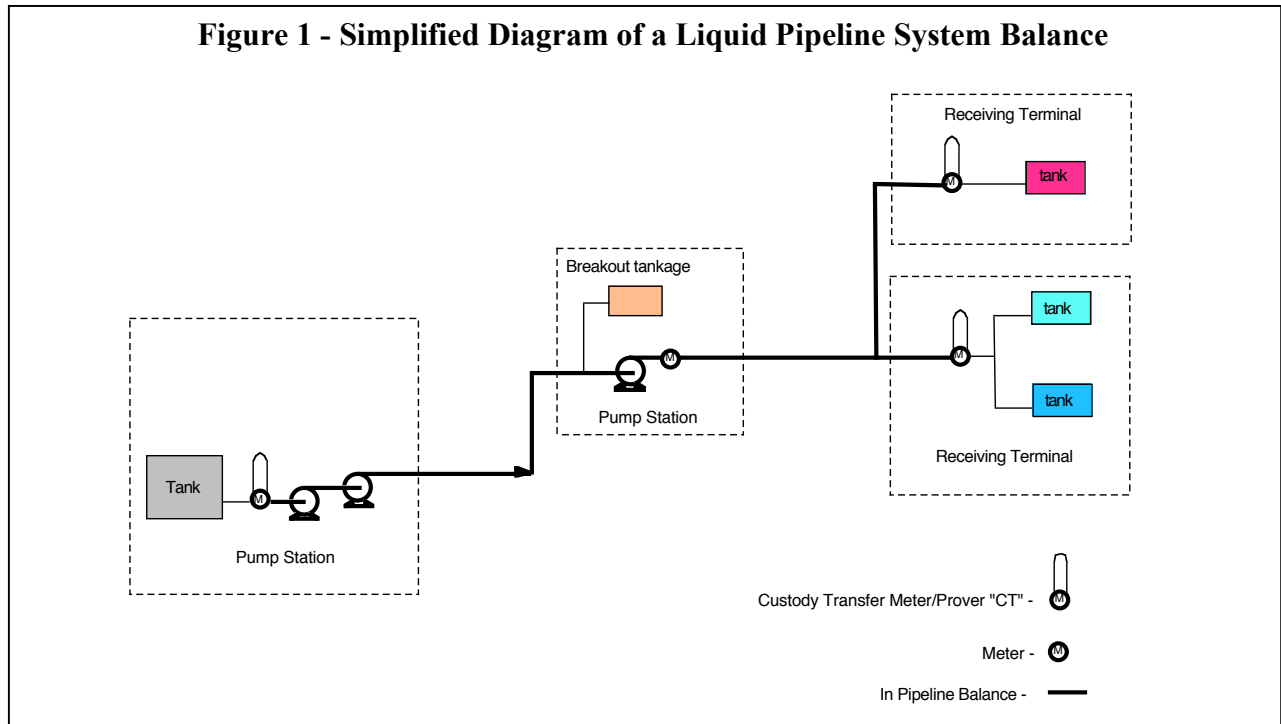 Figure 1 - Simplified Diagram of a Liquid Pipeline System Balance
Receiving Terminal
M
tank
Breakout tankage
M
Pump Station
tank
M
tank
Receiving Terminal
Tank
M
Pump Station
Custody Transfer Meter/Prover "CT" -
M
Meter -
M
In Pipeline Balance -